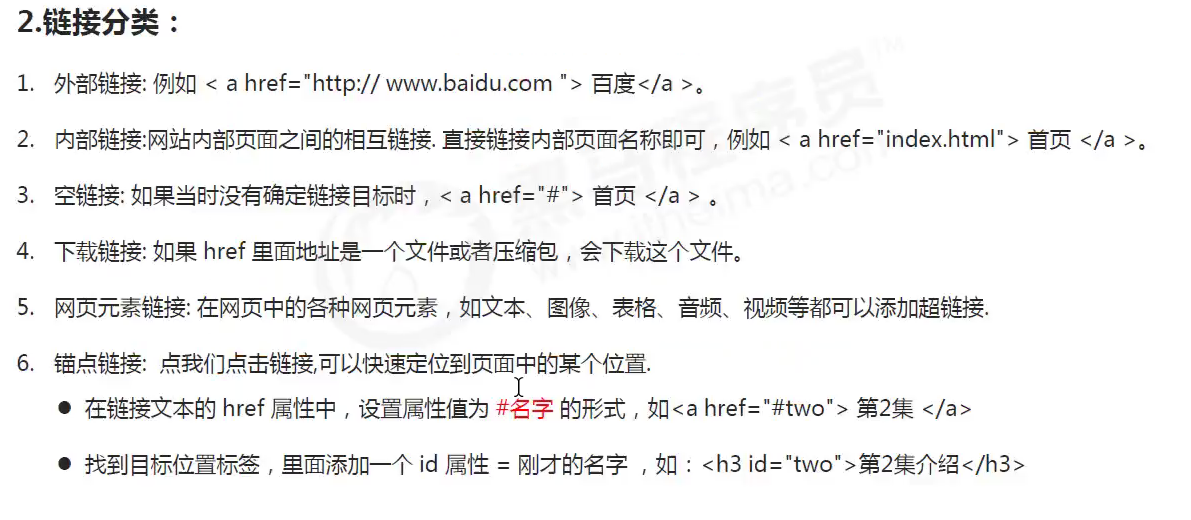 2.链接分类：
1. 外部链接: 例如 < a href="http:// www.baidu.com "> 百度</a >。
2. 内部链接:网站内部页面之间的相互链接. 直接链接内部页面名称即可，例如 < a href="index.html"> 首页 </a >。
3. 空链接: 如果当时没有确定链接目标时，< a href="#"> 首页 </a > 。
4. 下载链接: 如果 href 里面地址是一个文件或者压缩包，会下载这个文件。
5. 网页元素链接: 在网页中的各种网页元素，如文本、图像、表格、音频、视频等都可以添加超链接.
6. 锚点链接: 点我们点击链接,可以快速定位到页面中的某个位置.
● 在链接文本的 href 属性中，设置属性值为 #名字 的形式，如<a href="#two"> 第2集 </a>
● 找到目标位置标签，里面添加一个 id 属性 = 刚才的名字 ，如：<h3 id="two">第2集介绍</h3>
黑马程序员™
www.itheima.com